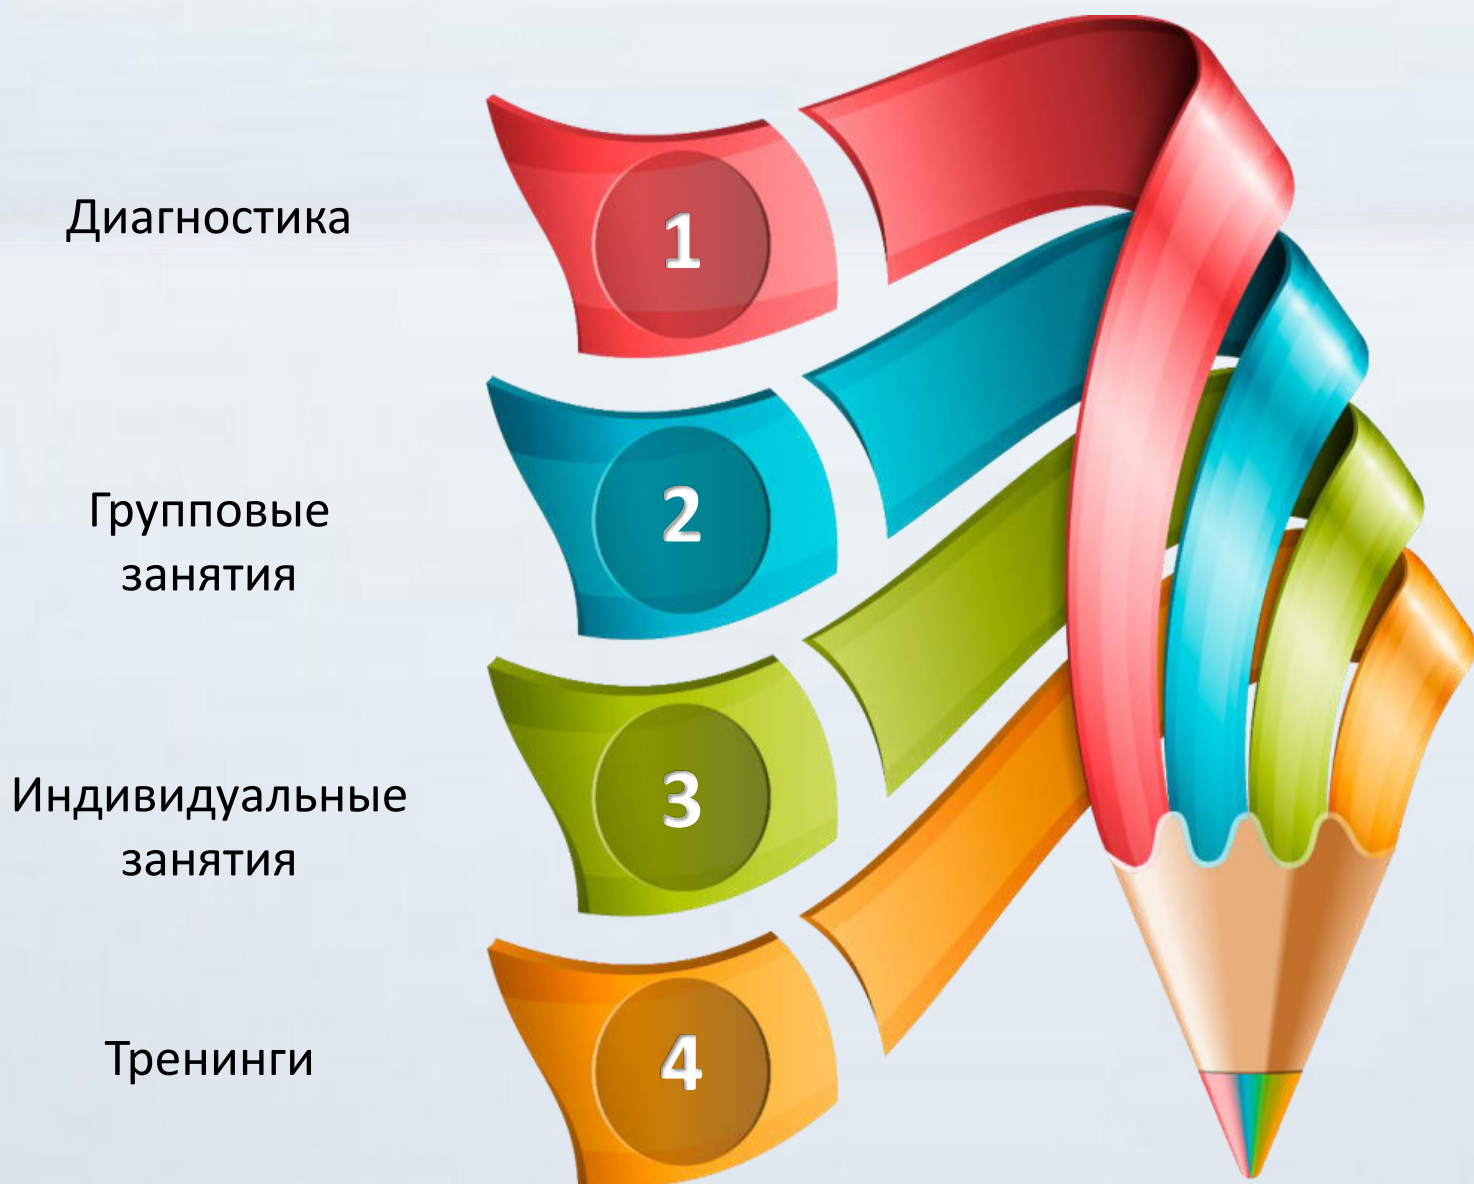 Диагностика
1
Групповые
занятия
2
Индивидуальные
занятия
3
Тренинги
4